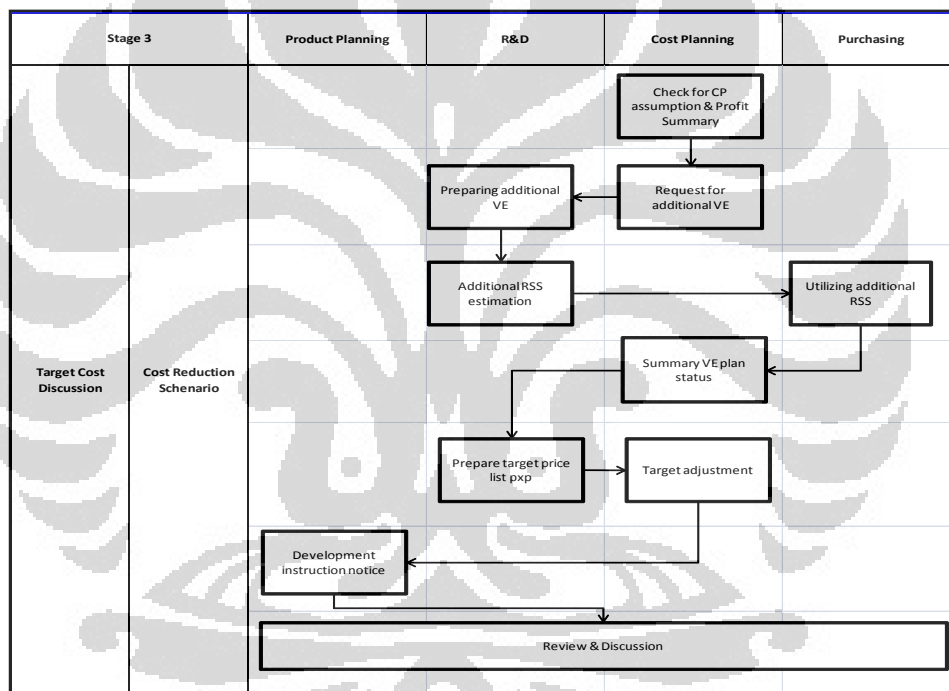 Stage 3
Product Planning
R&D
Cost Planning
Purchasing
Check for CP
assumption & Profit
Summary
Preparing additional
VE
Request for
additional VE
Additional RSS
estimation
Utilizing additional
RSS
Target Cost
Discussion
Cost Reduction
Schenario
Summary VE plan
status
Prepare target price
list pxp
Target adjustment
Development
instruction notice
Review & Discussion